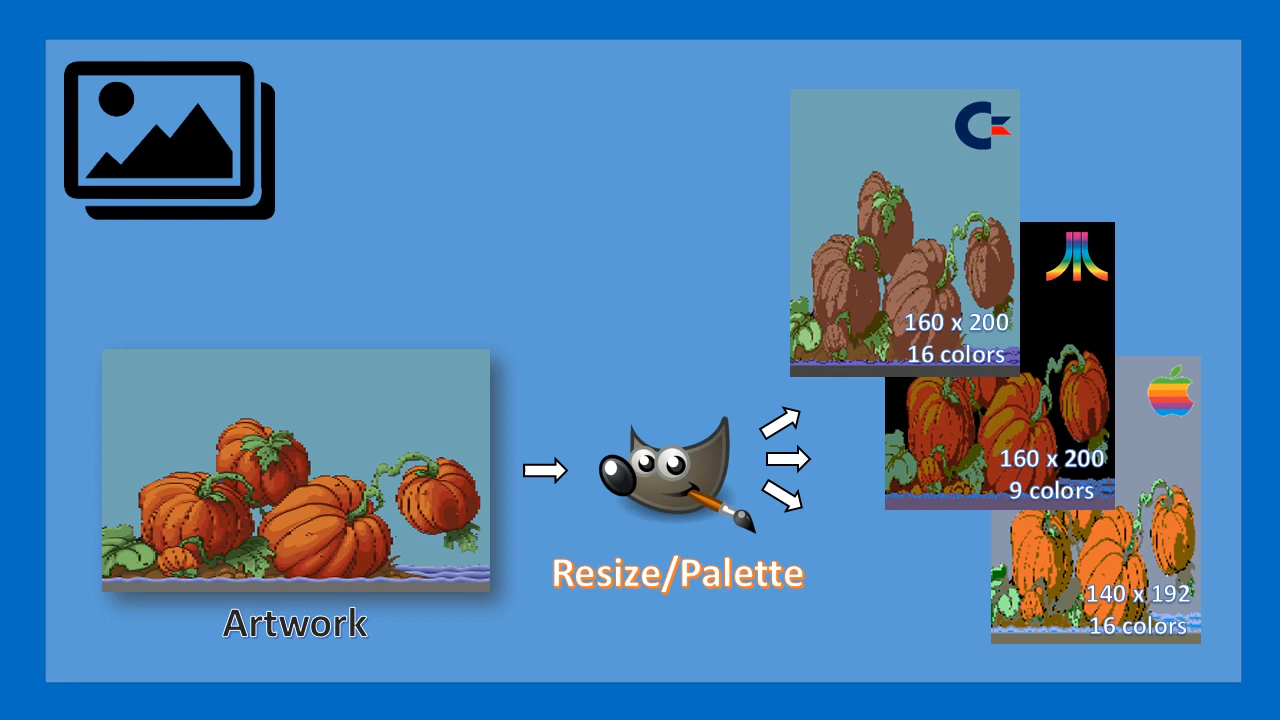 160 x 200
16 colors
160 x 200
9 colors
140 x 192
16 colors
Resize/Palette
Artwork